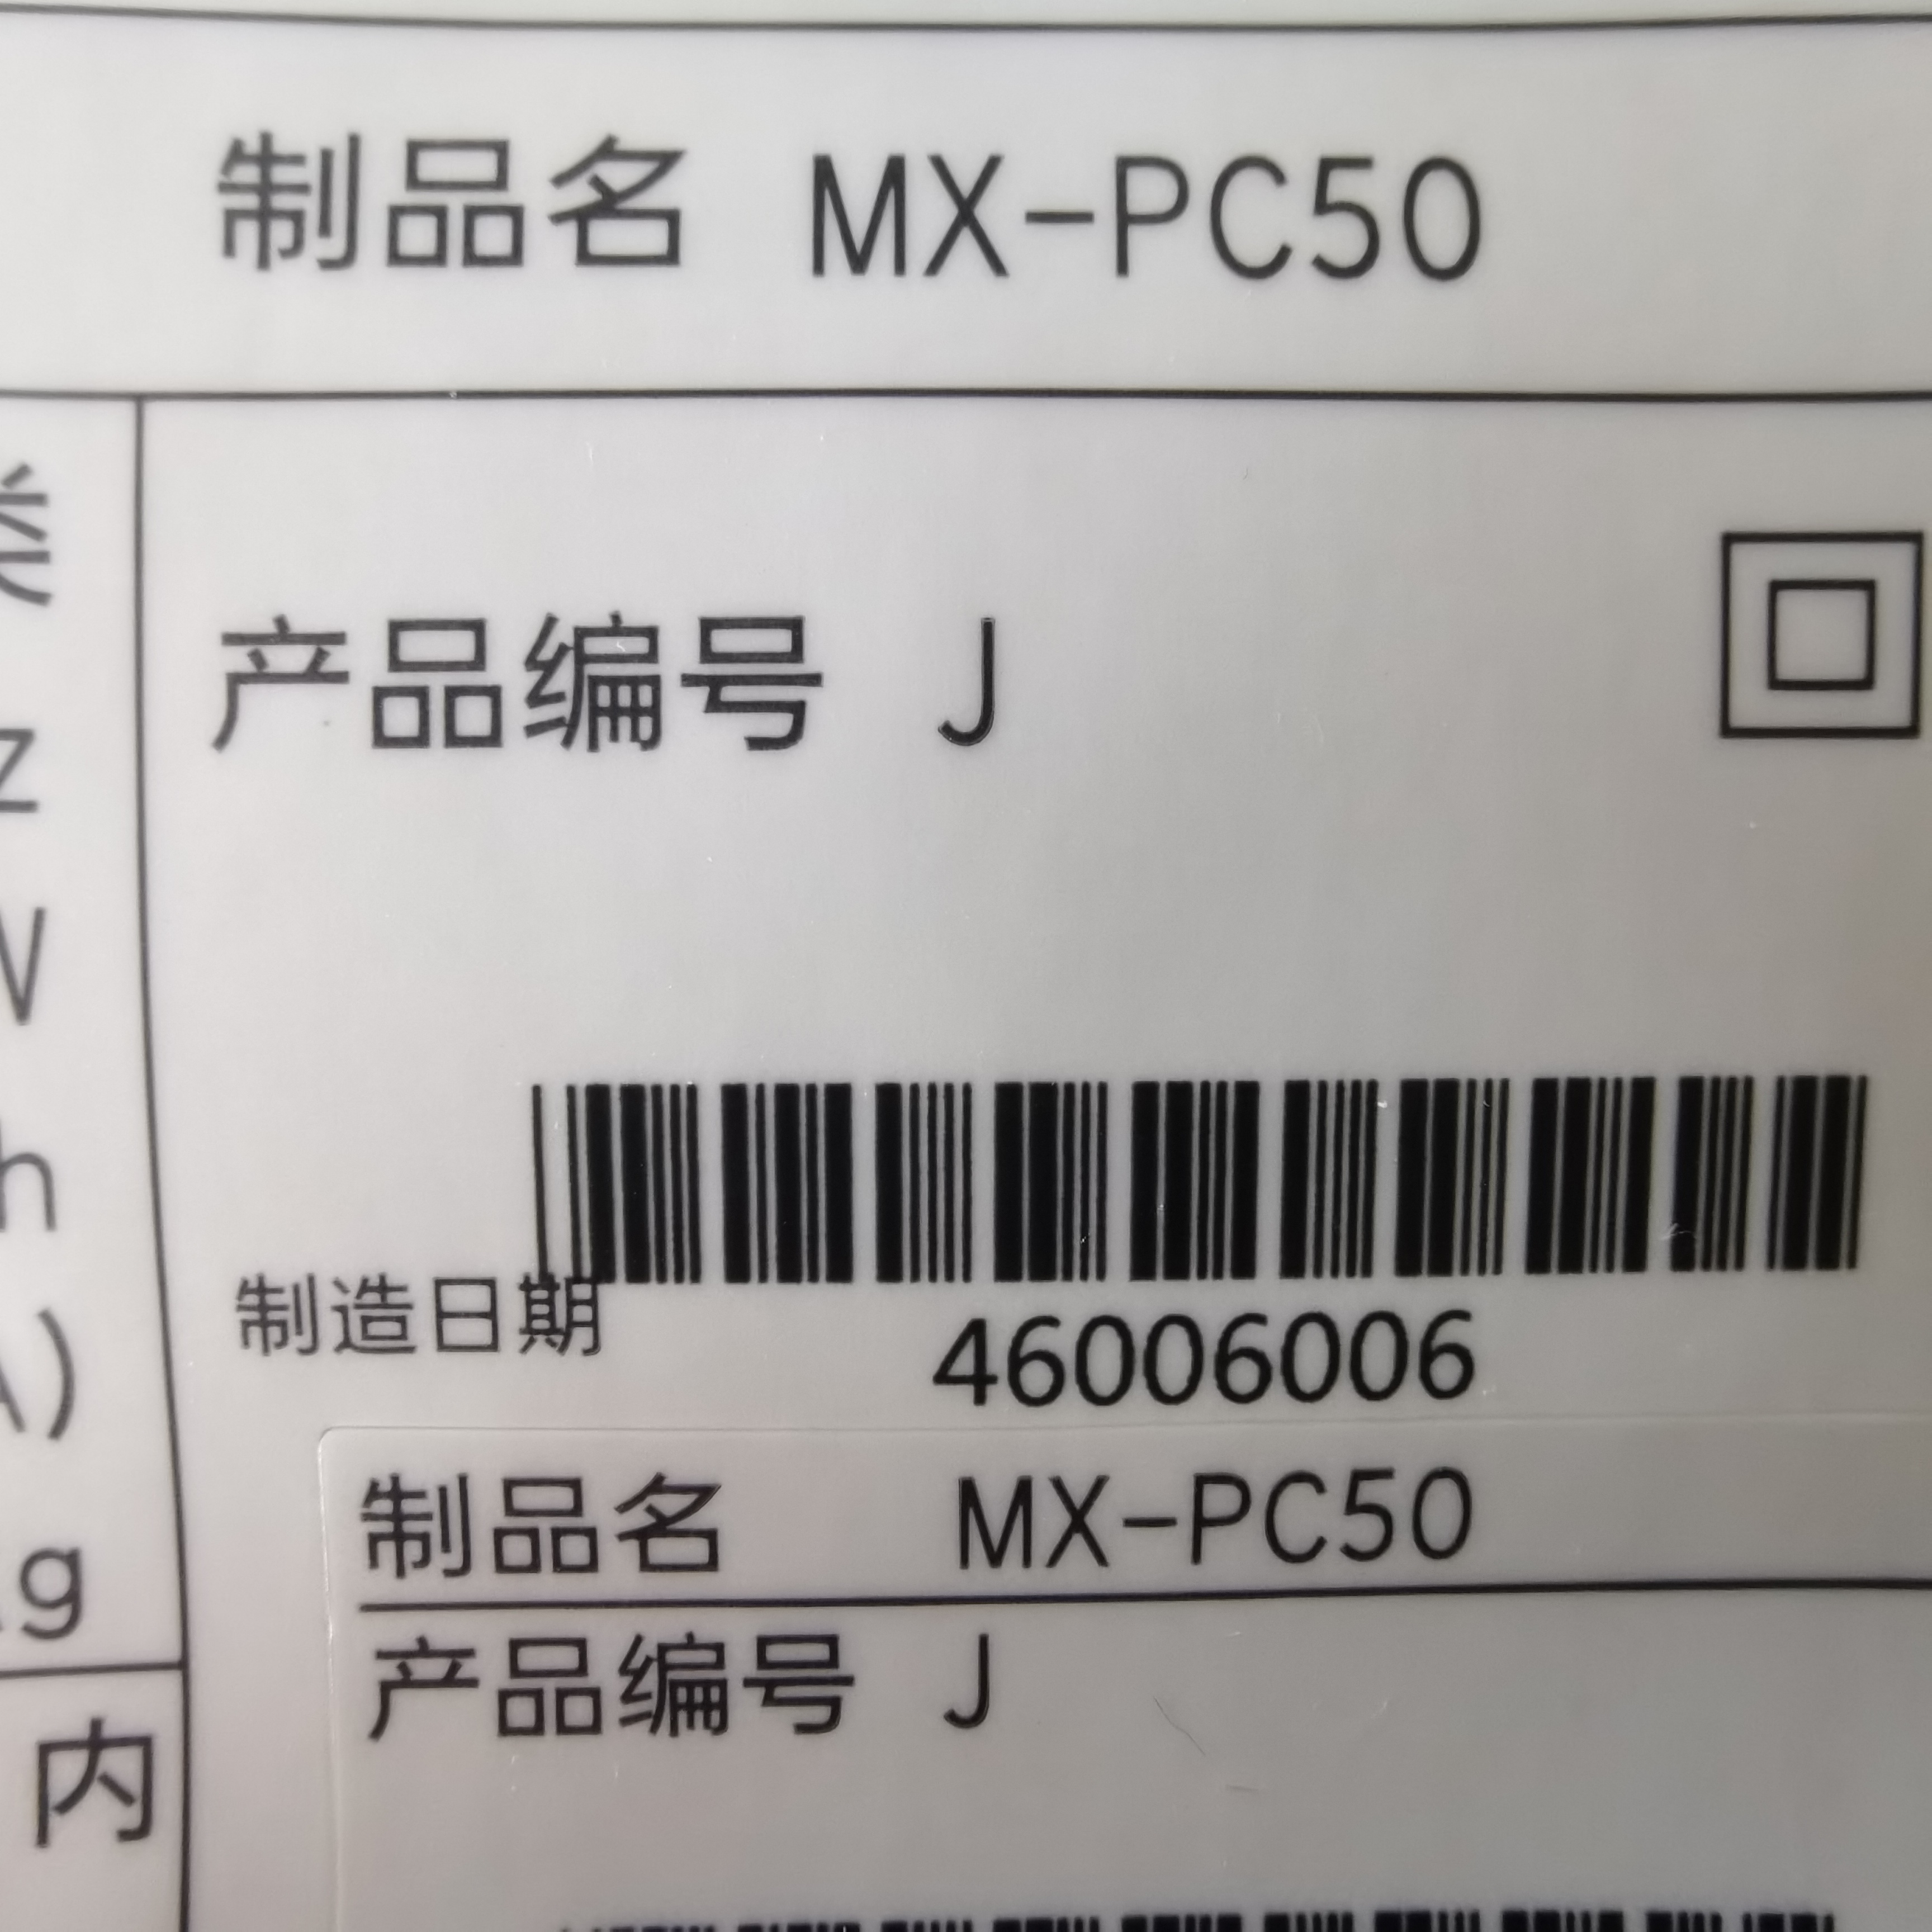 制品名 MX-PC50
产品编号 J
z
h
制造日期 46006006
制品名 MX-PC50
g
产品编号 J
内